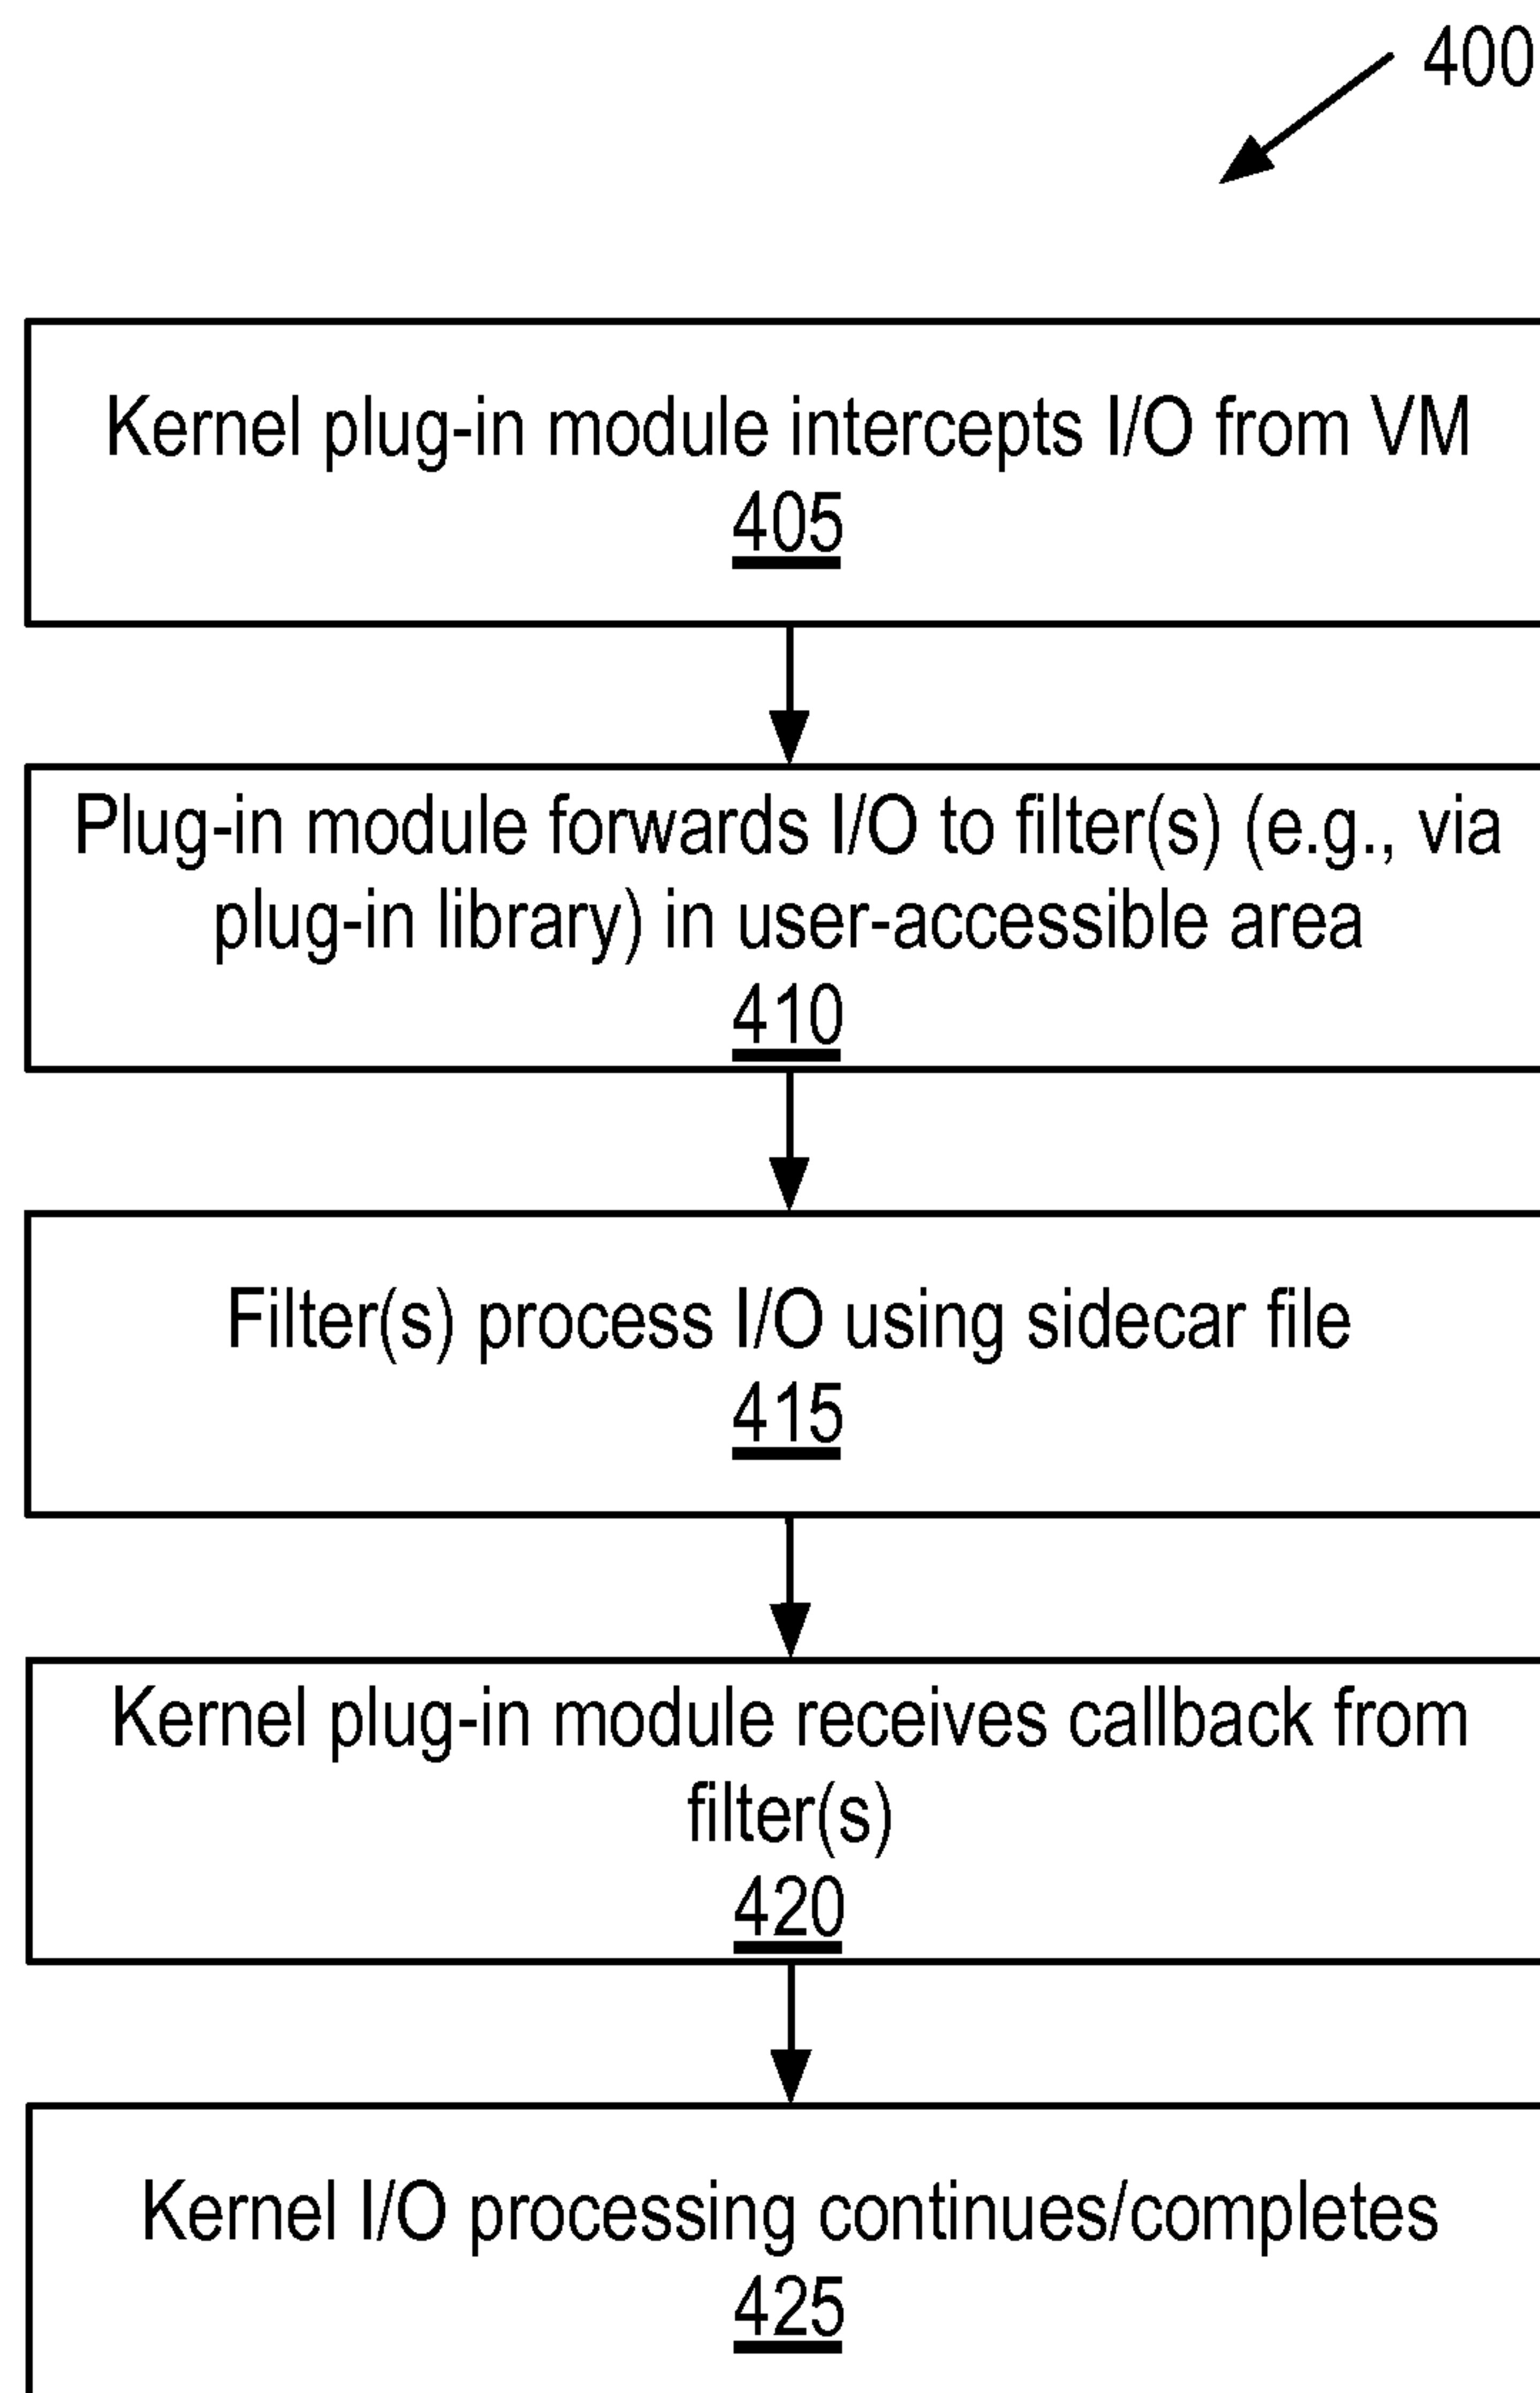 400
Kernel plug-in module intercepts I/O from VM
405
Plug-in module forwards I/O to filter(s) (e.g., via
plug-in library) in user-accessible area
410
Filter(s) process I/O using sidecar file
415
Kernel plug-in module receives callback from
filter(s)
420
Kernel I/O processing continues/completes
425